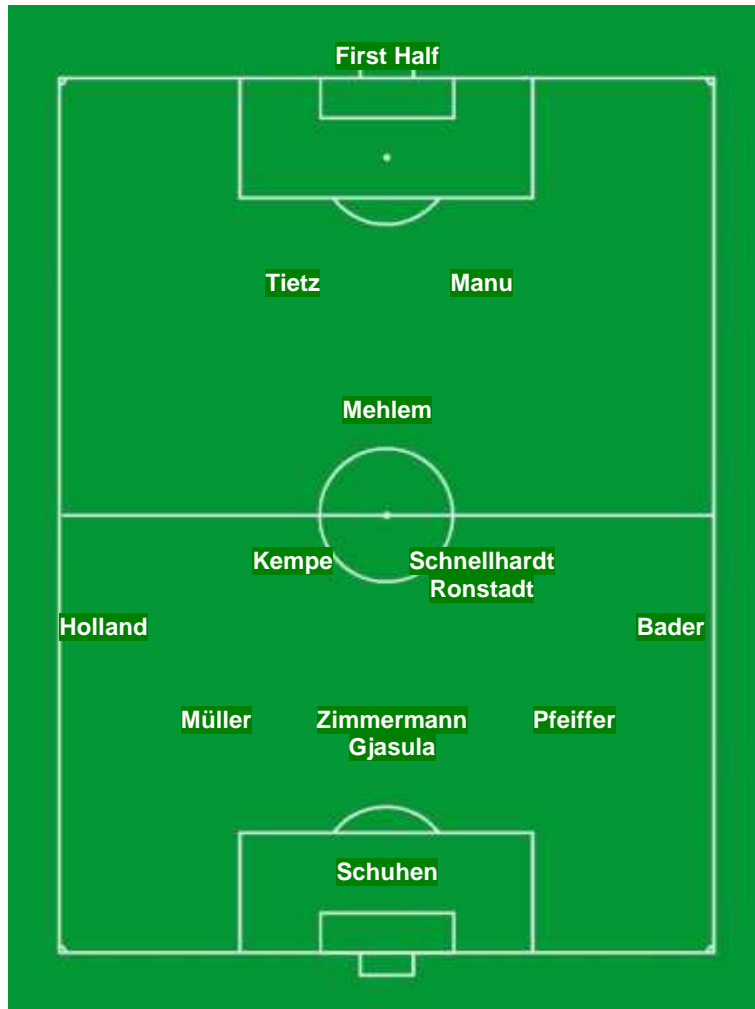 First Half
Tietz Manu
Mehlem
Kempe Schnellhardt
Ronstadt
Holland Bader
Müller Zimmermann Pfeiffer
Gjasula
Schuhen